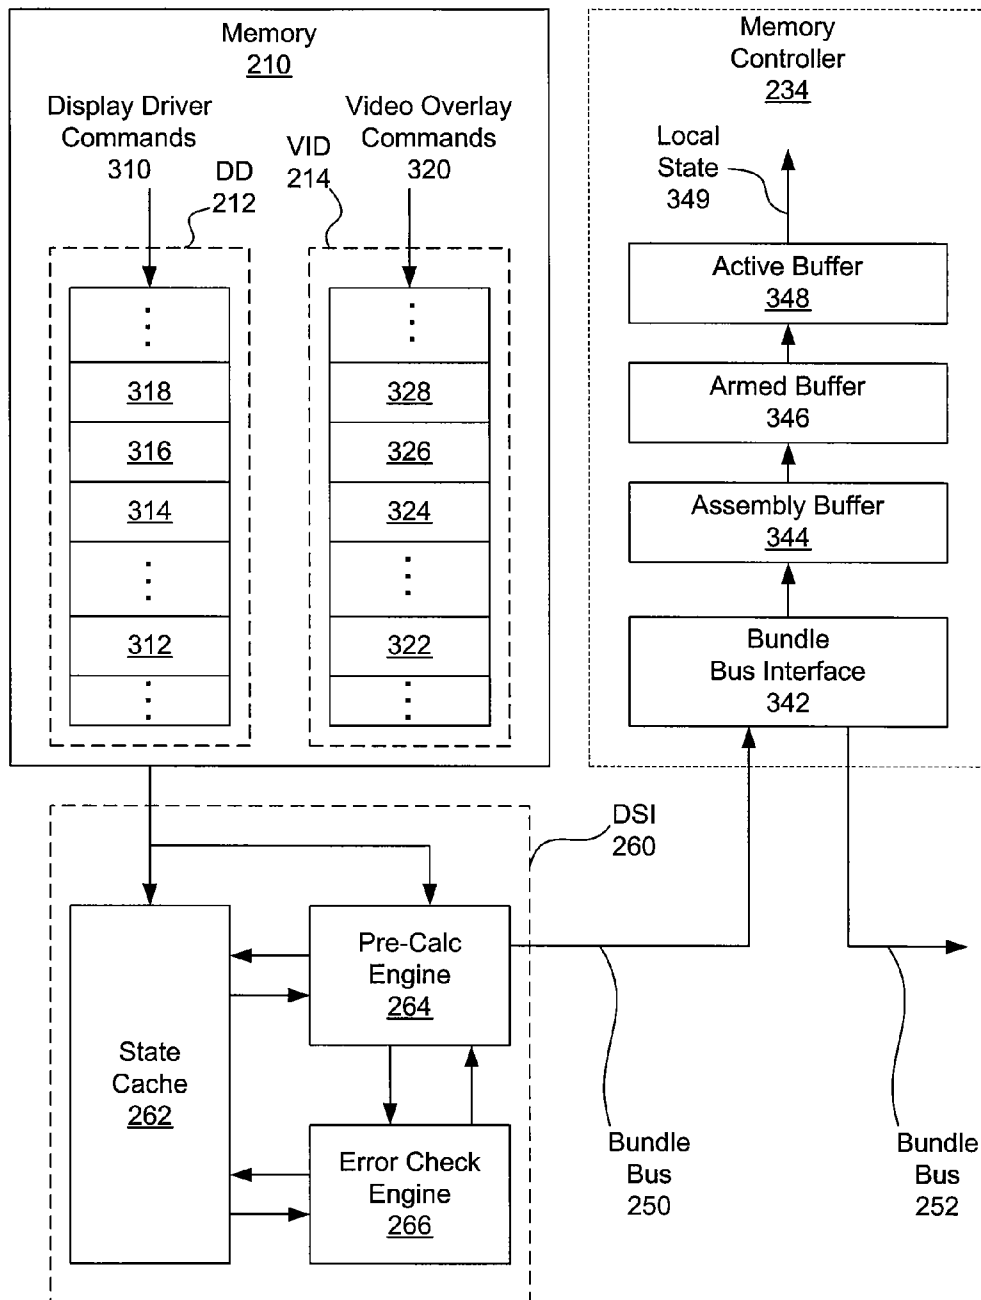 Memory
210
Display Driver
Commands
310
DD
212
VID
214
Video Overlay
Commands
320
318
316
314
312
328
326
324
322
Memory
Controller
234
Local
State
349
Active Buffer
348
Armed Buffer
346
Assembly Buffer
344
Bundle
Bus Interface
342
DSI
260
State
Cache
262
Pre-Calc
Engine
264
Error Check
Engine
266
Bundle
Bus
250
Bundle
Bus
252